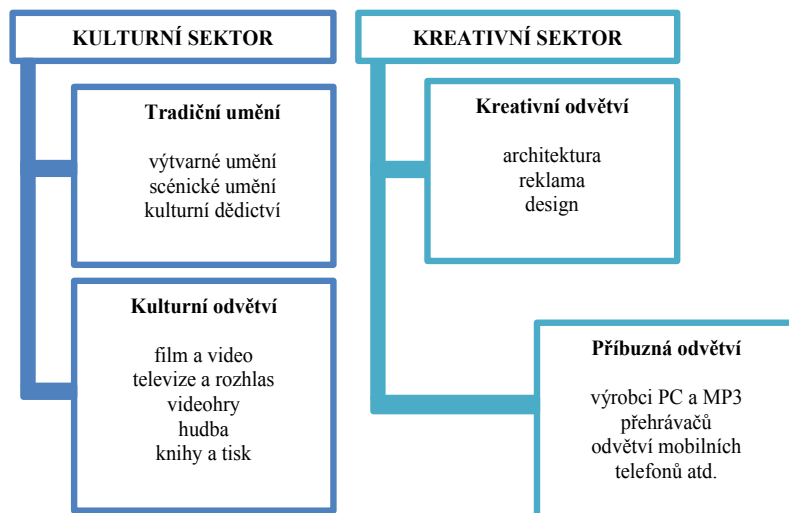 KULTURNÍ SEKTOR
Tradiční umění
výtvarné umění
scénické umění
kulturní dědictví
Kulturní odvětví
film a video
televize a rozhlas
videohry
hudba
knihy a tisk
KREATIVNÍ SEKTOR
Kreativní odvětví
architektura
reklama
design
Příbuzná odvětví
výrobci PC a MP3
přehrávačů
odvětví mobilních
telefonů atd.